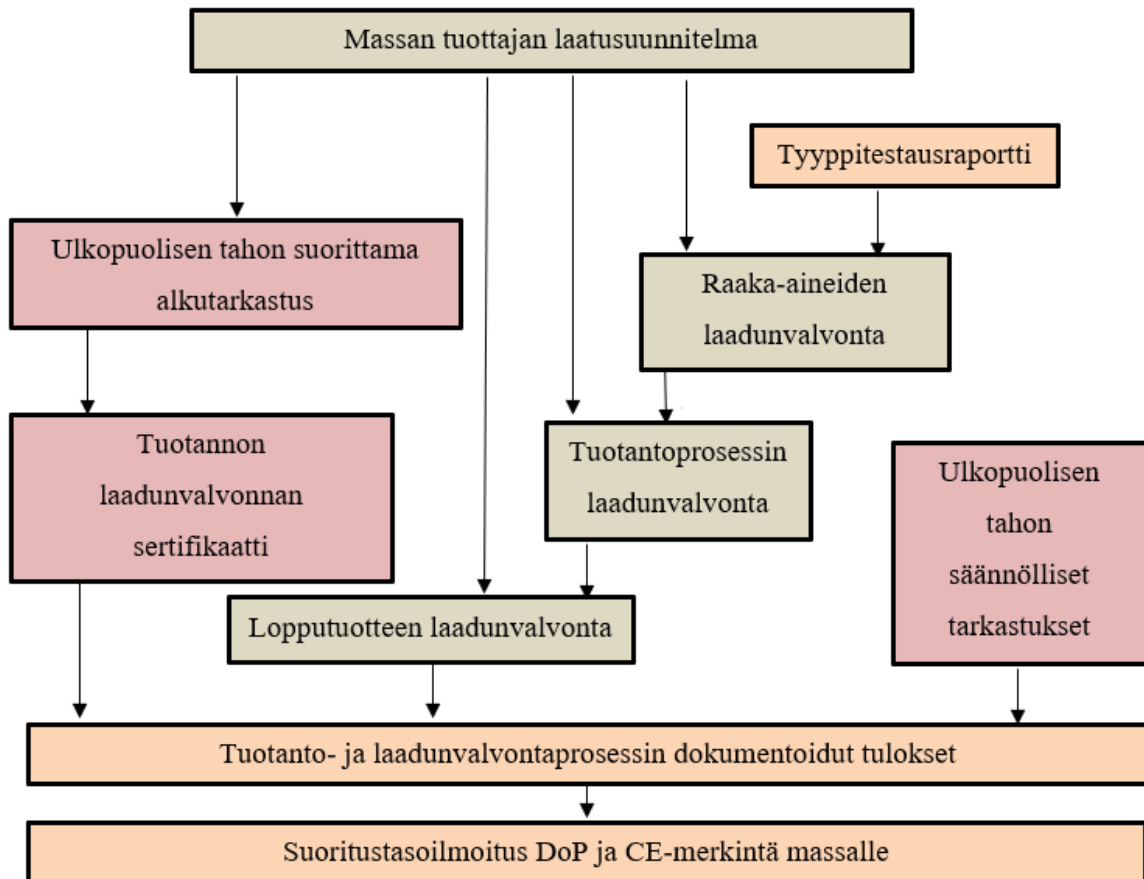 Massan tuottajan laatusuunnitelma
Tyyppitestausraportti
Ulkopuolisen tahon suorittama
alkutarkastus
Raaka-aineiden
laadunvalvonta
Tuotannon
laadunvalvonnan
sertifikaatti
Tuotantoprosessin
laadunvalvonta
Ulkopuolisen
tahon
säännölliset
tarkastukset
Lopputuotteen laadunvalvonta
Tuotanto- ja laadunvalvontaprosessin dokumentoidut tulokset
Suoritustasoilmoitus DoP ja CE-merkintä massalle